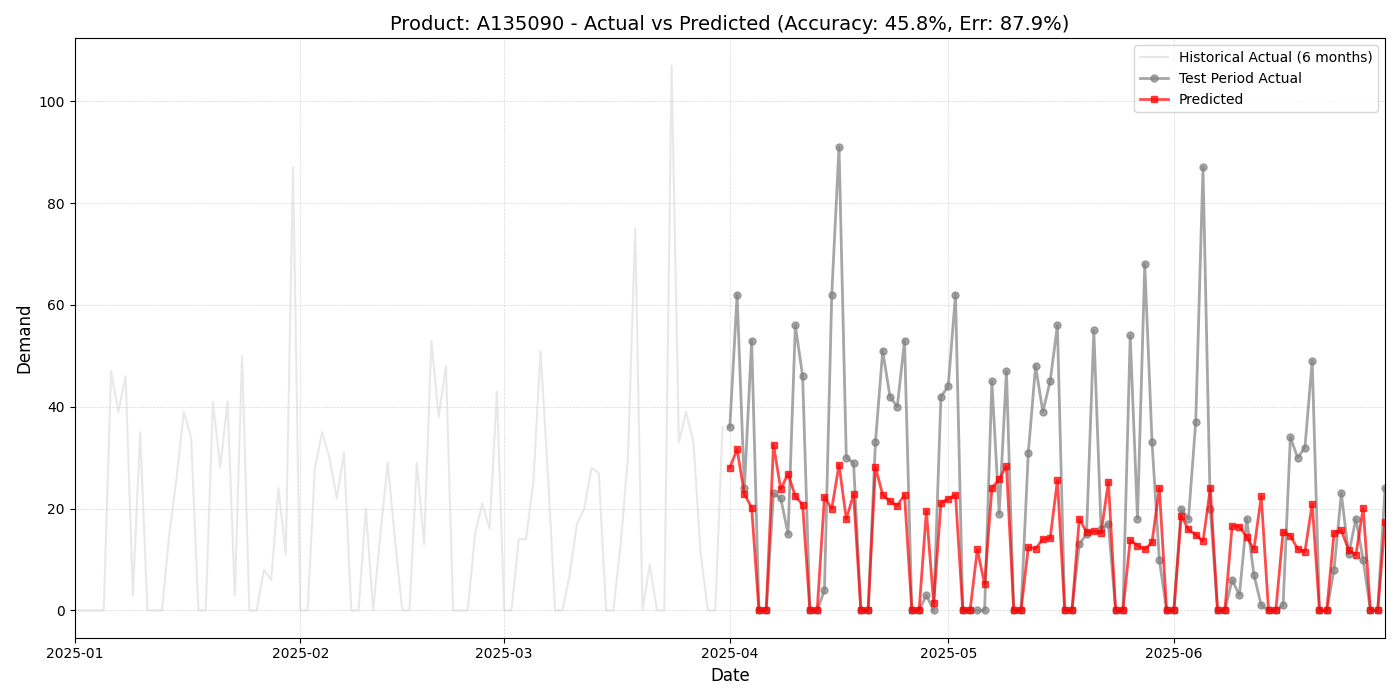 Product: A135090 - Actual vs Predicted (Accuracy: 45.8%, Err: 87.9%)
Historical Actual (6 months)
Test Period Actual
Predicted
Demand
100
80
60
40
20
0
2025-01
2025-02
2025-03
2025-04
2025-05
2025-06
Date